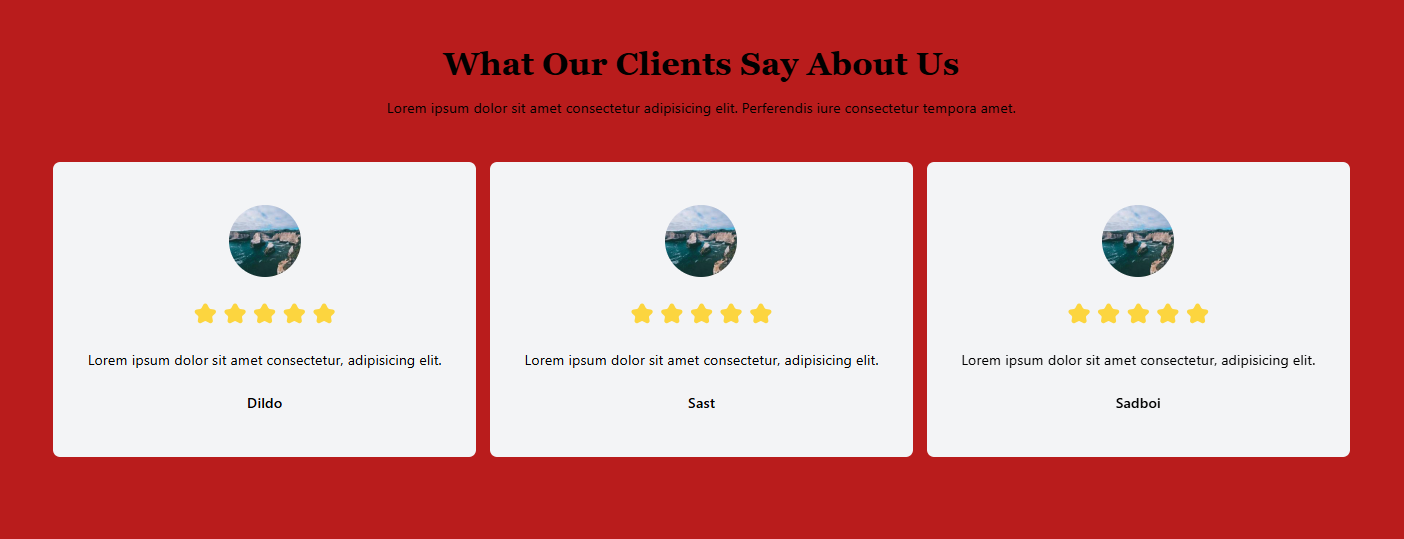 What Our Clients Say About Us
Lorem ipsum dolor sit amet consectetur adipisicing elit. Perferendis iure consectetur tempora amet.
Lorem ipsum dolor sit amet consectetur, adipisicing elit.
Dildo
Lorem ipsum dolor sit amet consectetur, adipisicing elit.
Sast
Lorem ipsum dolor sit amet consectetur, adipisicing elit.
Sadboi